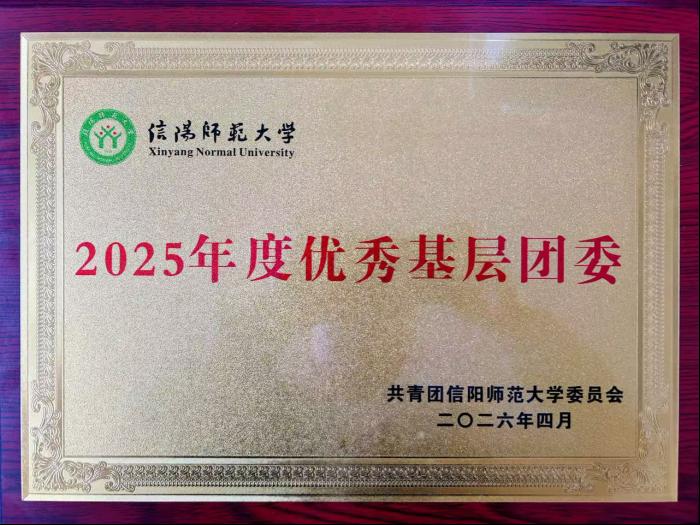 信陽師範大學
Xinyang Normal University
2025年度优秀基层团委
共青团信阳师范大学委员会
二〇二六年四月